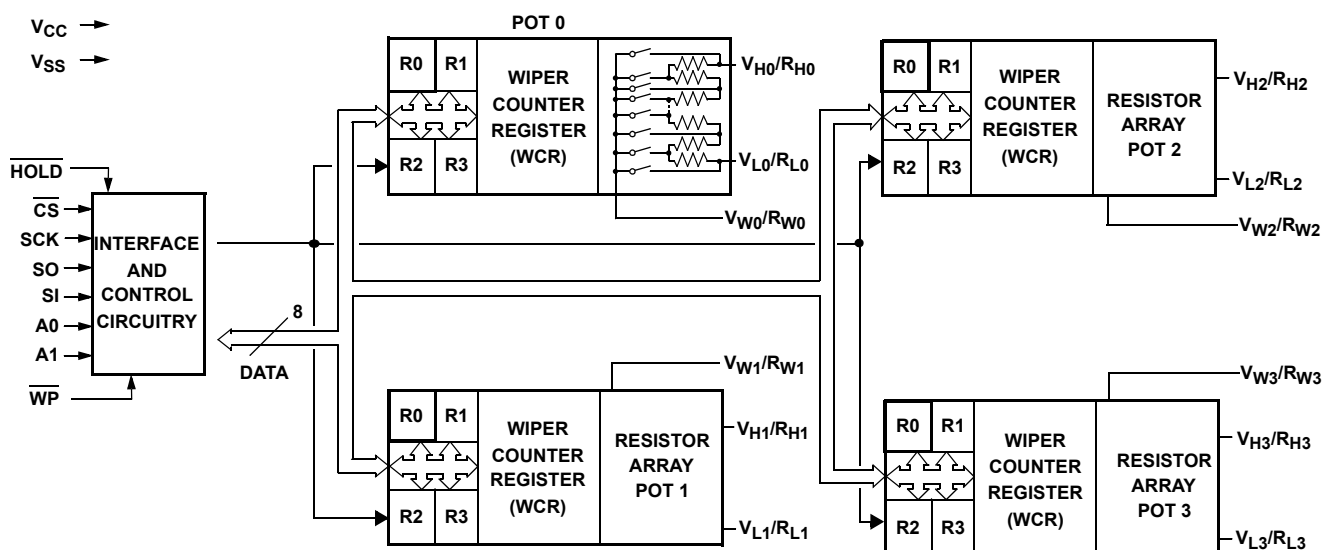 VCC
VSS
HOLD
CS
SCK
SO
SI
A0
A1
WP
INTERFACE
AND
CONTROL
CIRCUITRY
8
DATA
POT 0
R0 R1
R2 R3
WIPER
COUNTER
REGISTER
(WCR)
VH0/RH0
VL0/RL0
VW0/RW0
R0 R1
R2 R3
WIPER
COUNTER
REGISTER
(WCR)
RESISTOR
ARRAY
POT 2
VH2/RH2
VL2/RL2
VW2/RW2
R0 R1
R2 R3
WIPER
COUNTER
REGISTER
(WCR)
RESISTOR
ARRAY
POT 1
VW1/RW1
VH1/RH1
VL1/RL1
R0 R1
R2 R3
WIPER
COUNTER
REGISTER
(WCR)
RESISTOR
ARRAY
POT 3
VW3/RW3
VH3/RH3
VL3/RL3